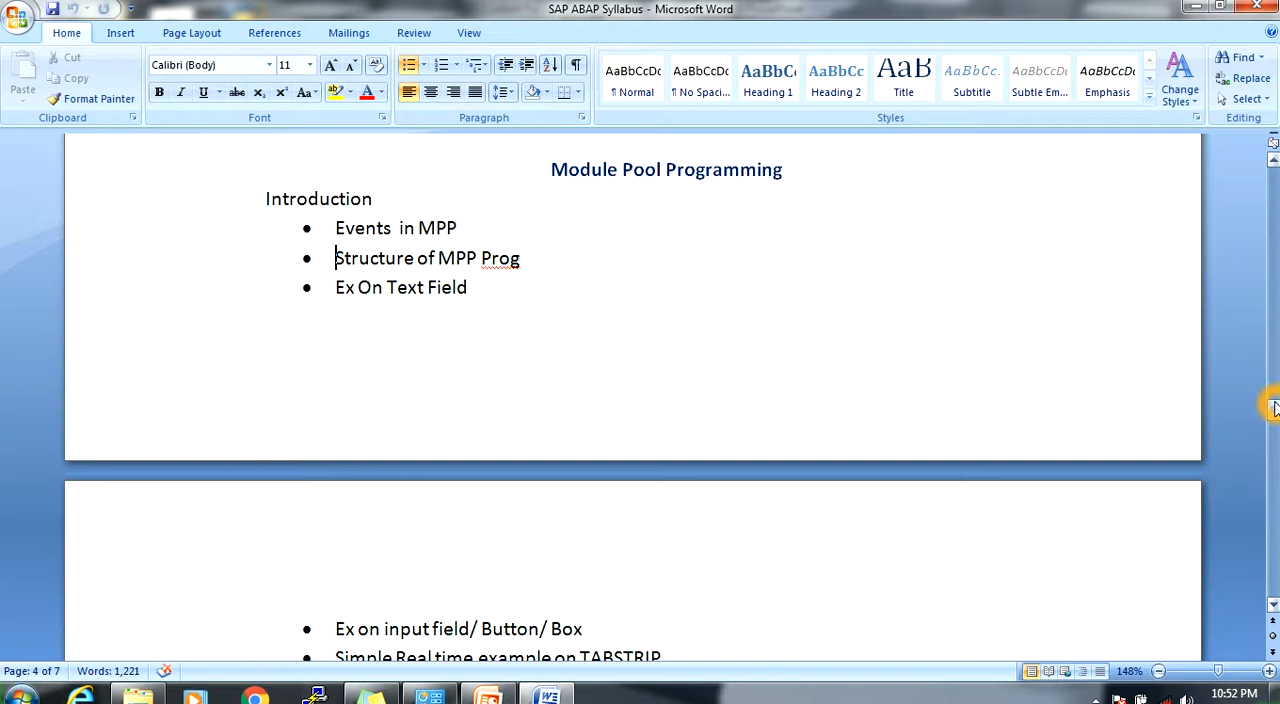 SAP ABAP Syllabus - Microsoft Word
Home Insert Page Layout References Mailings Review View
Paste
Cut
Copy
Format Painter
Clipboard
Calibri (Body) 11
Font
Paragraph
AaBbCcDc AaBbCcDc AaBbC AaBbCc AaB AaBbCc. AaBbCcDc AaBbCcDc
¶ Normal ¶ No Spaci... Heading 1 Heading 2 Title Subtitle Subtle Em... Emphasis
Change Styles
Styles
Find
Replace
Select
Editing
Module Pool Programming
Introduction
• Events in MPP
• Structure of MPP Prog
• Ex On Text Field
• Ex on input field/ Button/ Box
• Simple Real time example on TABSTRIP
Page: 4 of 7 Words: 1,221 148%
10:52 PM